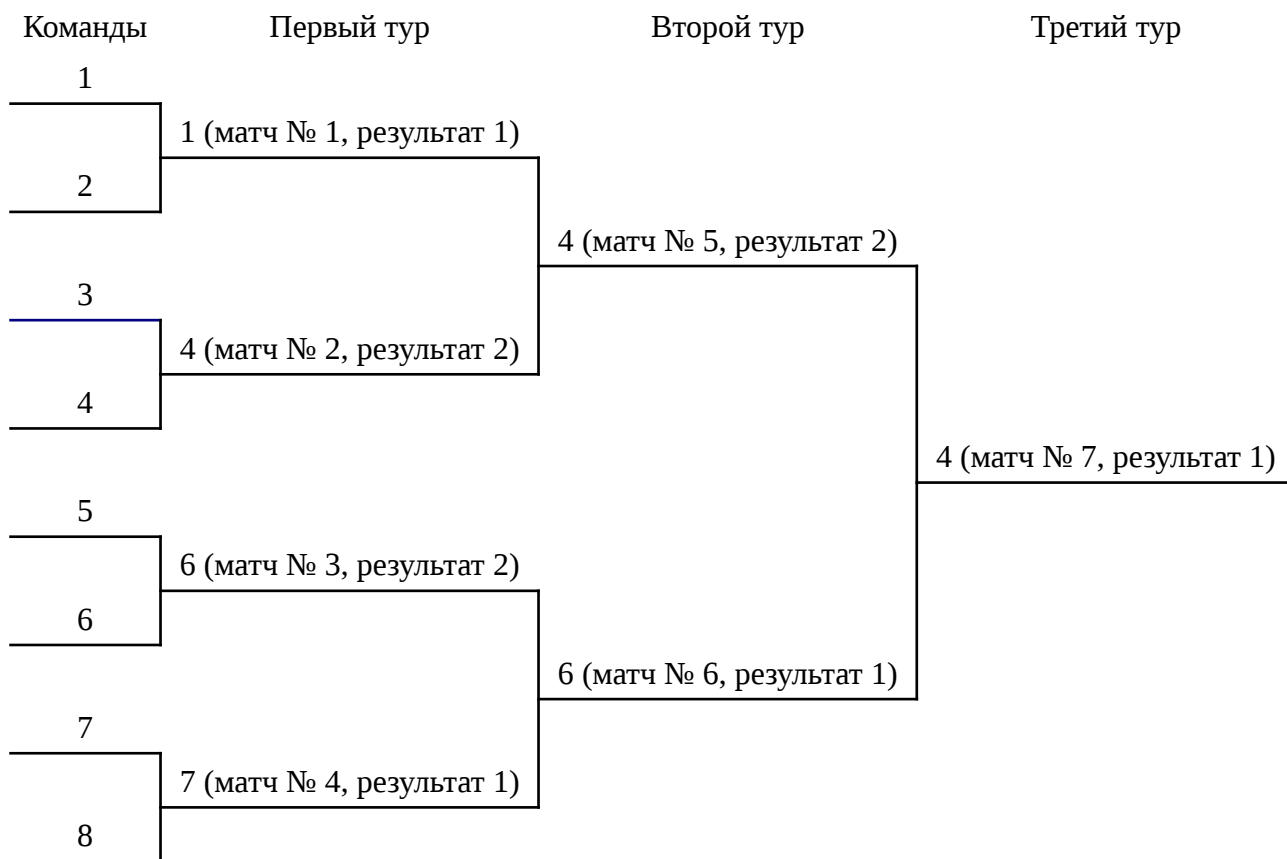 Команды Первый тур Второй тур Третий тур
1
1 (матч № 1, результат 1)
2
4 (матч № 5, результат 2)
3
4 (матч № 2, результат 2)
4
4 (матч № 7, результат 1)
5
6 (матч № 3, результат 2)
6
6 (матч № 6, результат 1)
7
7 (матч № 4, результат 1)
8